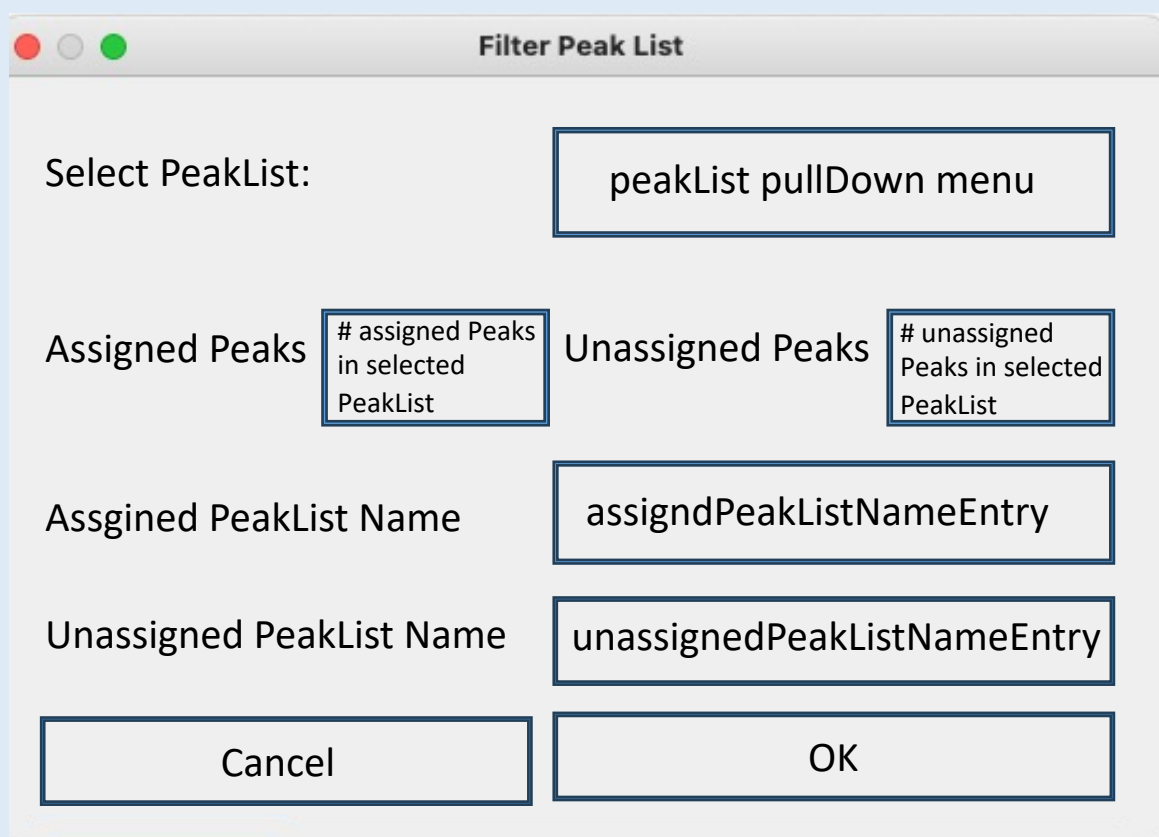 Filter Peak List
Select PeakList:
peakList pullDown menu
Assigned Peaks
# assigned Peaks
in selected
PeakList
Unassigned Peaks
# unassigned
Peaks in selected
PeakList
Assgined PeakList Name
assigndPeakListNameEntry
Unassigned PeakList Name
unassignedPeakListNameEntry
Cancel
OK